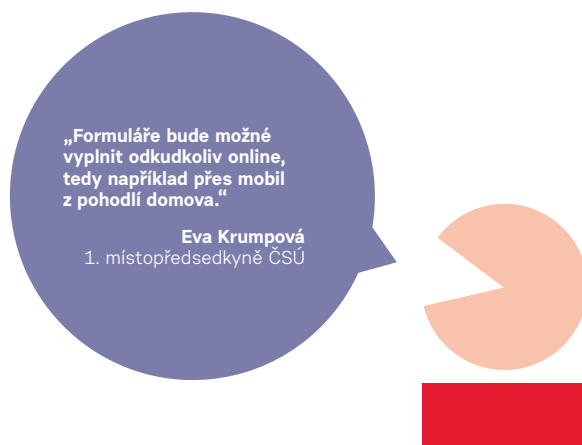 „Formuláře bude možné
vyplnit odkudkoliv online,
tedy například přes mobil
z pohodlí domova.“
Eva Krumpová
1. místopředsedkyně ČSÚ